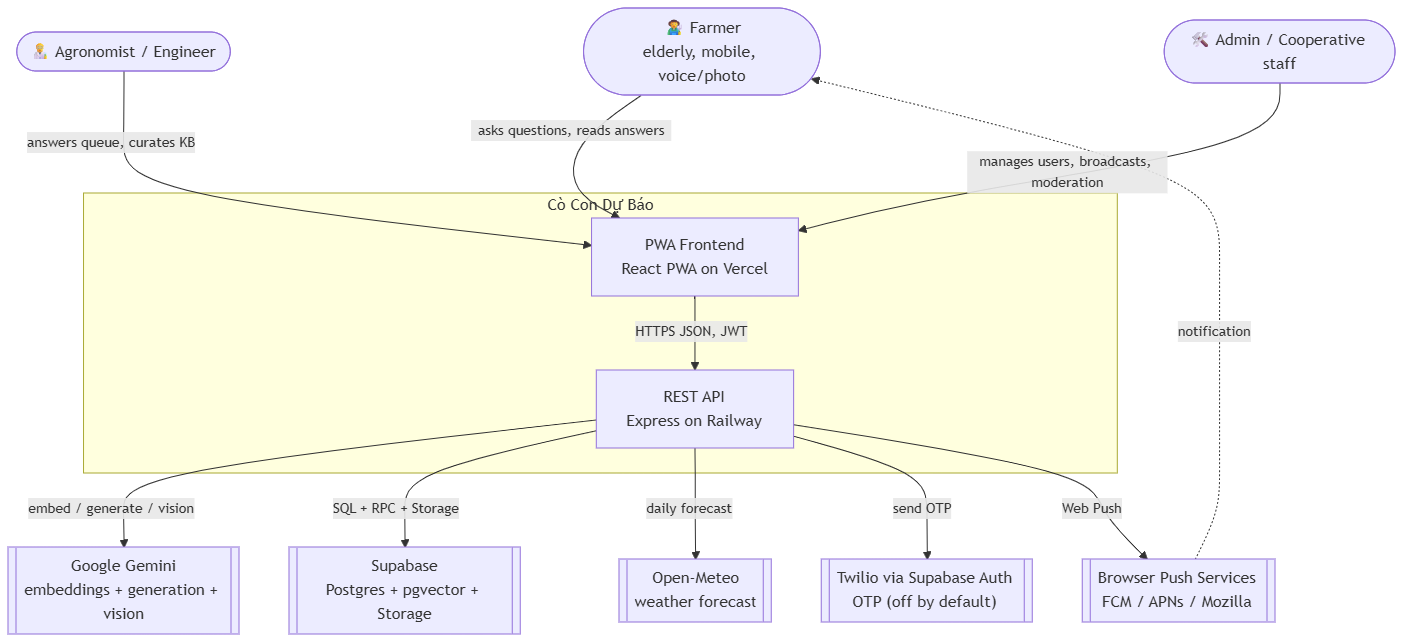 Agronomist / Engineer
Farmer
elderly, mobile,
voice/photo
Admin / Cooperative
staff
answers queue, curates KB
asks questions, reads answers
manages users, broadcasts,
moderation
Cò Con Dự Báo
PWA Frontend
React PWA on Vercel
HTTPS JSON, JWT
notification
REST API
Express on Railway
embed / generate / vision
SQL + RPC + Storage
daily forecast
send OTP
Web Push
Google Gemini
embeddings + generation +
vision
Supabase
Postgres + pgvector +
Storage
Open-Meteo
weather forecast
Twilio via Supabase Auth
OTP (off by default)
Browser Push Services
FCM / APNs / Mozilla